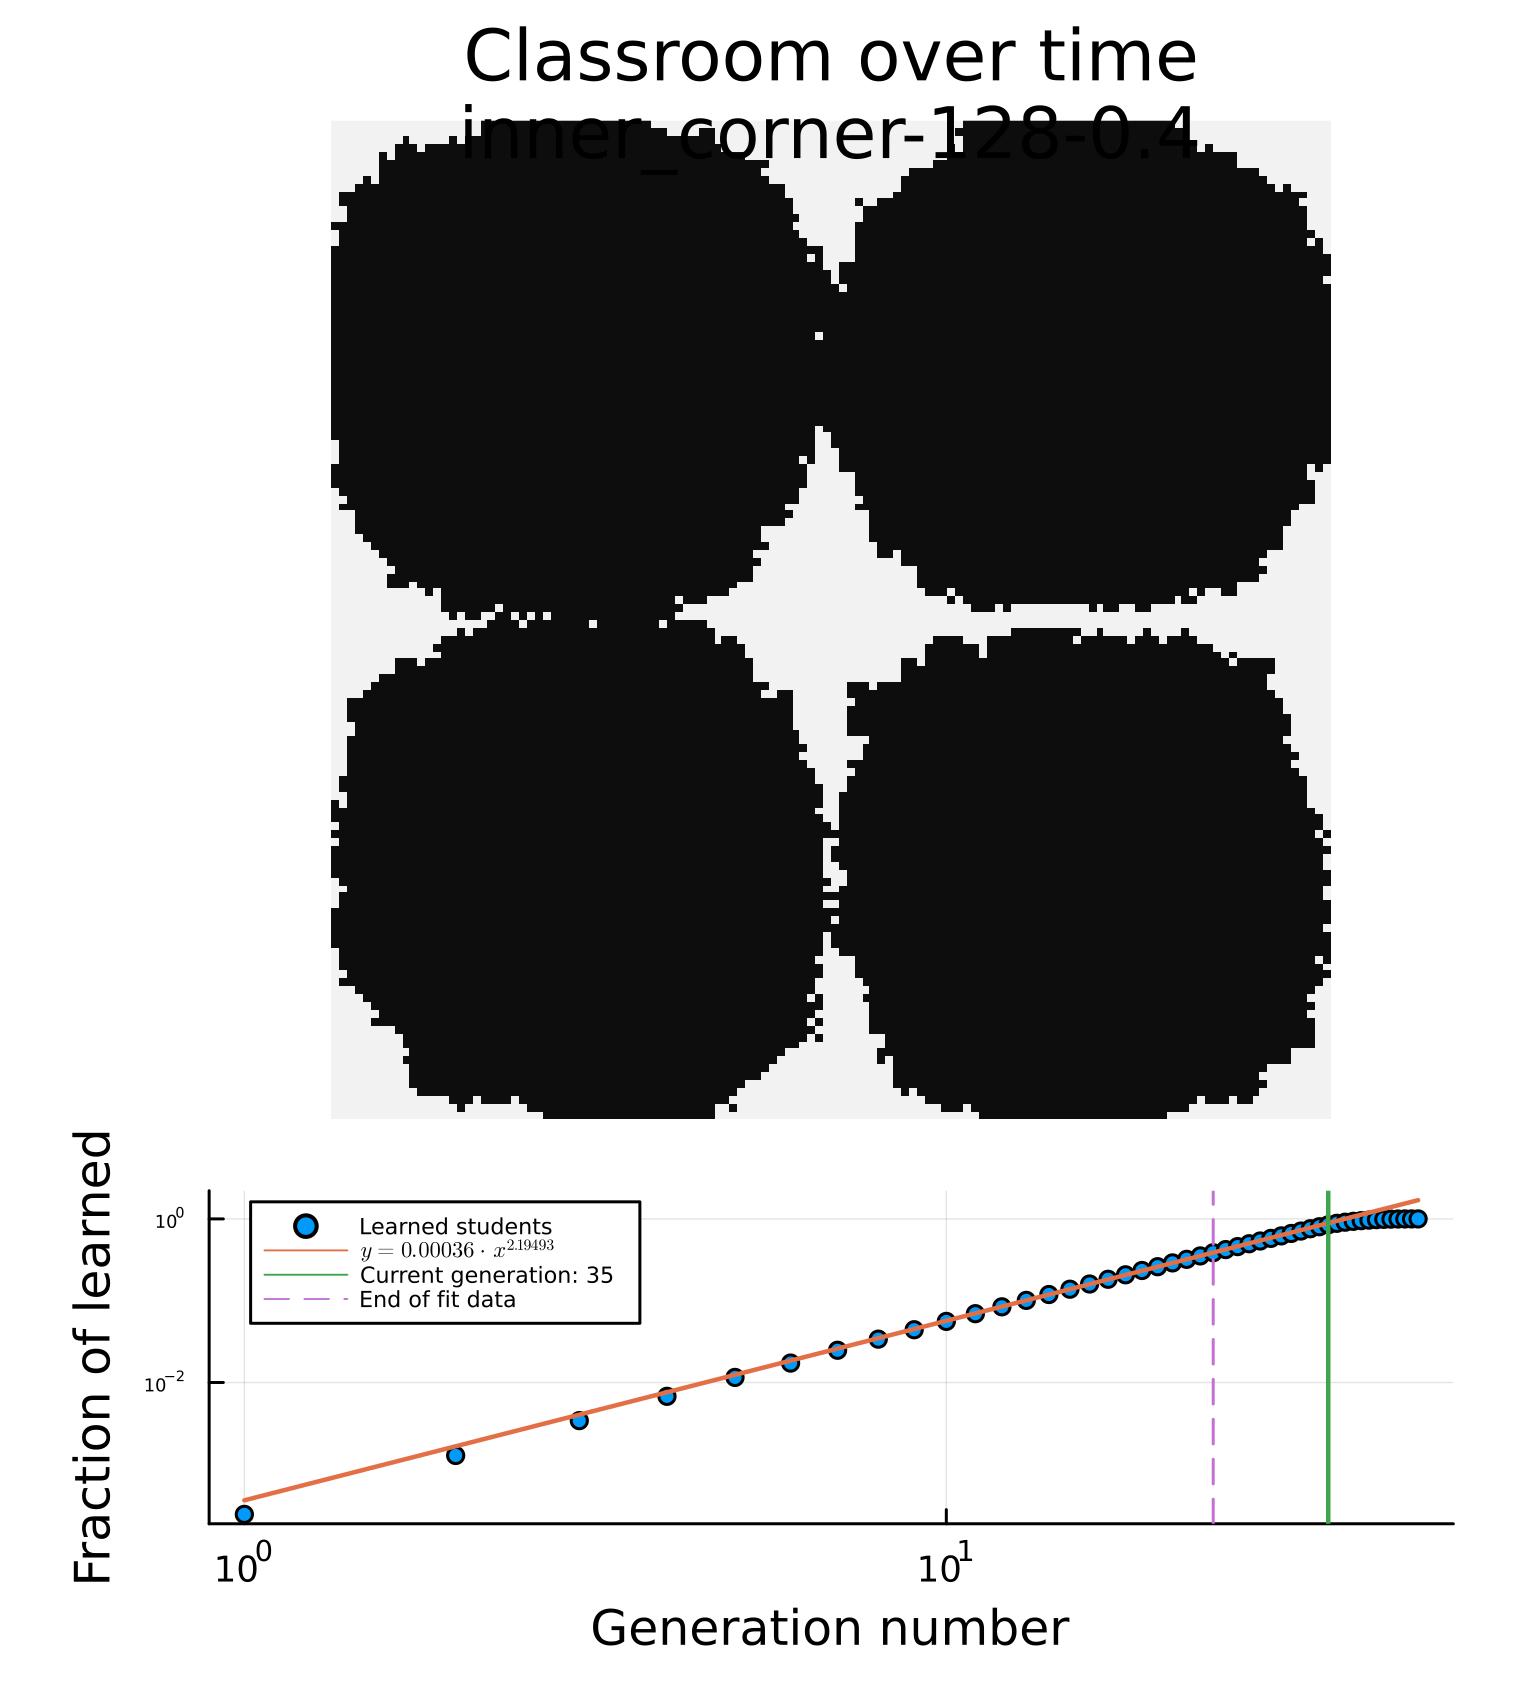 Classroom over time
inner_corner-128-0.4
Fraction of learned
10⁰
10⁻²
Learned students
y = 0.00036 · x²·¹⁹⁴⁹³
Current generation: 35
End of fit data
10⁰
10¹
Generation number